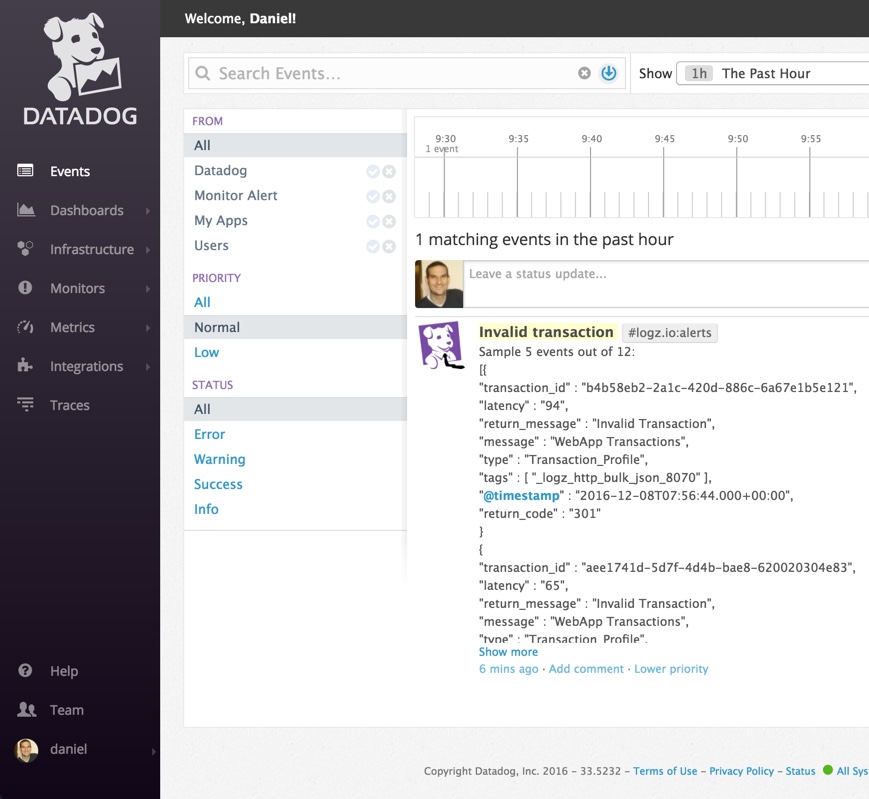 DATADOG
Events
Dashboards
Infrastructure
Monitors
Metrics
Integrations
Traces
Help
Team
daniel
Welcome, Daniel!
Search Events...
Show 1h The Past Hour
FROM
All
Datadog
Monitor Alert
My Apps
Users
PRIORITY
All
Normal
Low
STATUS
All
Error
Warning
Success
Info
9:30 9:35 9:40 9:45 9:50 9:55
1 event
1 matching events in the past hour
Leave a status update...
Invalid transaction #logz.io:alerts
Sample 5 events out of 12:
[{
"transaction_id" : "b4b58eb2-2a1c-420d-886c-6a67e1b5e121",
"latency" : "94",
"return_message" : "Invalid Transaction",
"message" : "WebApp Transactions",
"type" : "Transaction_Profile",
"tags" : [ "_logz_http_bulk_json_8070" ],
"@timestamp" : "2016-12-08T07:56:44.000+00:00",
"return_code" : "301"
}
{
"transaction_id" : "aee1741d-5d7f-4d4b-bae8-620020304e83",
"latency" : "65",
"return_message" : "Invalid Transaction",
"message" : "WebApp Transactions",
"type" : "Transaction_Profile",
Show more
6 mins ago · Add comment · Lower priority
Copyright Datadog, Inc. 2016 - 33.5232 - Terms of Use - Privacy Policy - Status All Sys